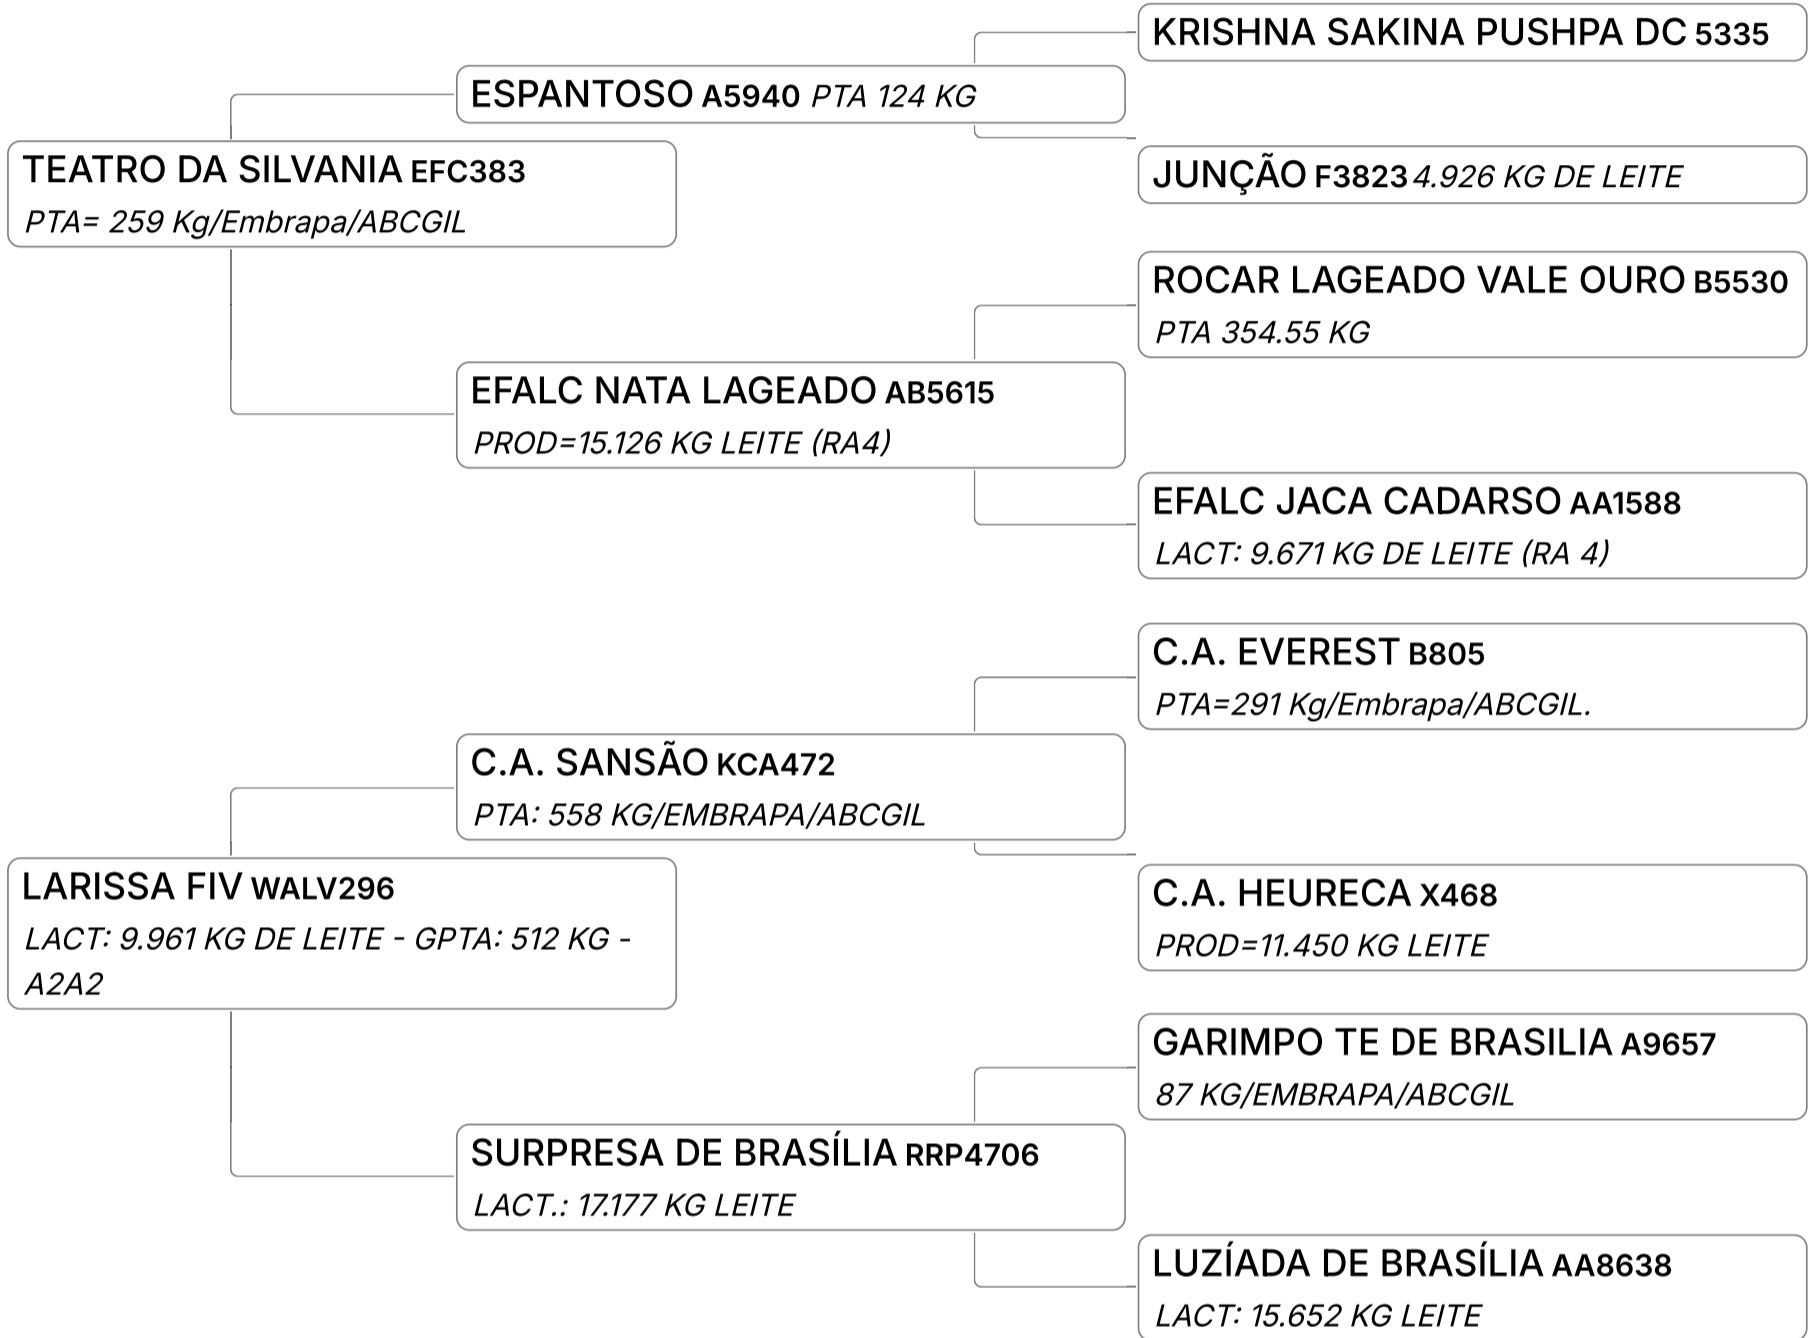 KRISHNA SAKINA PUSHPA DC 5335
ESPANTOSO A5940 PTA 124 KG
JUNÇÃO F3823 4.926 KG DE LEITE
TEATRO DA SILVANIA EFC383
PTA= 259 Kg/Embrapa/ABCGIL
ROCAR LAGEADO VALE OURO B5530
PTA 354.55 KG
EFALC NATA LAGEADO AB5615
PROD=15.126 KG LEITE (RA4)
EFALC JACA CADARSO AA1588
LACT: 9.671 KG DE LEITE (RA 4)
C.A. EVEREST B805
PTA=291 Kg/Embrapa/ABCGIL.
C.A. SANSÃO KCA472
PTA: 558 KG/EMBRAPA/ABCGIL
C.A. HEURECA X468
PROD=11.450 KG LEITE
LARISSA FIV WALV296
LACT: 9.961 KG DE LEITE - GPTA: 512 KG -
A2A2
GARIMPO TE DE BRASILIA A9657
87 KG/EMBRAPA/ABCGIL
SURPRESA DE BRASÍLIA RRP4706
LACT.: 17.177 KG LEITE
LUZÍADA DE BRASÍLIA AA8638
LACT: 15.652 KG LEITE